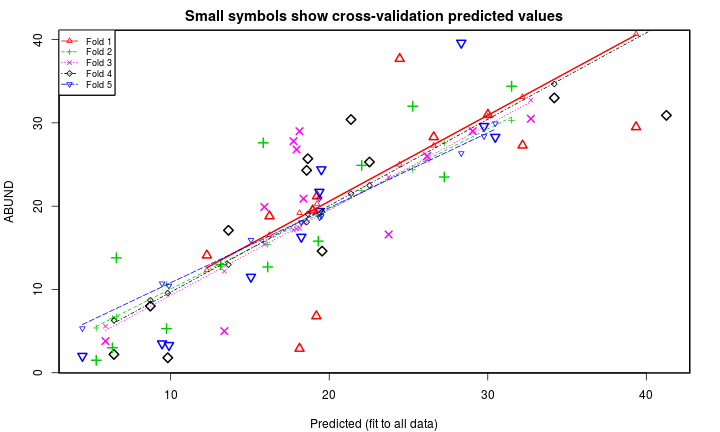 Small symbols show cross-validation predicted values
Fold 1
Fold 2
Fold 3
Fold 4
Fold 5
ABUND
40
30
20
10
0
10 20 30 40
Predicted (fit to all data)